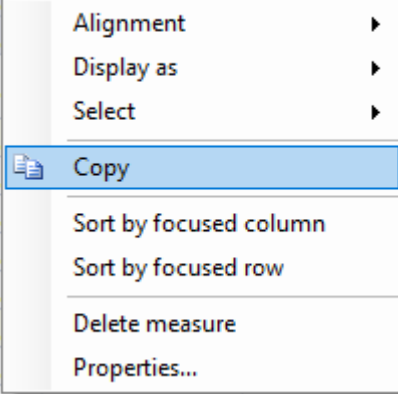 Alignment
Display as
Select
Copy
Sort by focused column
Sort by focused row
Delete measure
Properties...